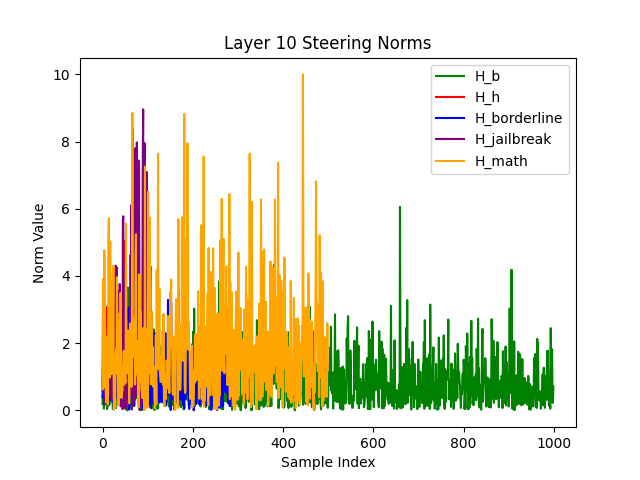 Layer 10 Steering Norms
10
8
6
4
2
0
Norm Value
H_b
H_h
H_borderline
H_jailbreak
H_math
0 200 400 600 800 1000
Sample Index